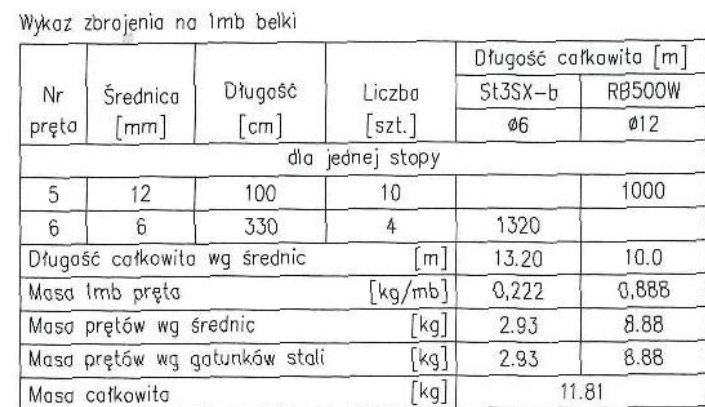 Wykaz zbrojenia na 1mb belki
Nr pręta Średnica [mm] Długość [cm] Liczba [szt.] Długość całkowita [m]
St3SX-b RB500W
ø6 ø12
dla jednej stopy
5 12 100 10 1000
6 6 330 4 1320
Długość całkowita wg średnic [m] 13.20 10.0
Masa 1mb pręta [kg/mb] 0,222 0,888
Masa prętów wg średnic [kg] 2.93 8.88
Masa prętów wg gatunków stali [kg] 2.93 8.88
Masa całkowita [kg] 11.81